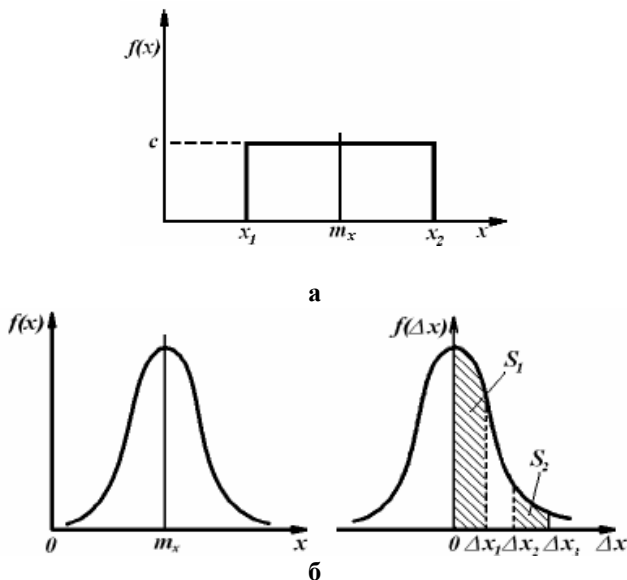 f(x)
c
x₁ mₓ x₂ x
а
f(x) f(Δx)
S₁
S₂
0 mₓ x 0 Δx₁ Δx₂ Δx₃ Δx
б